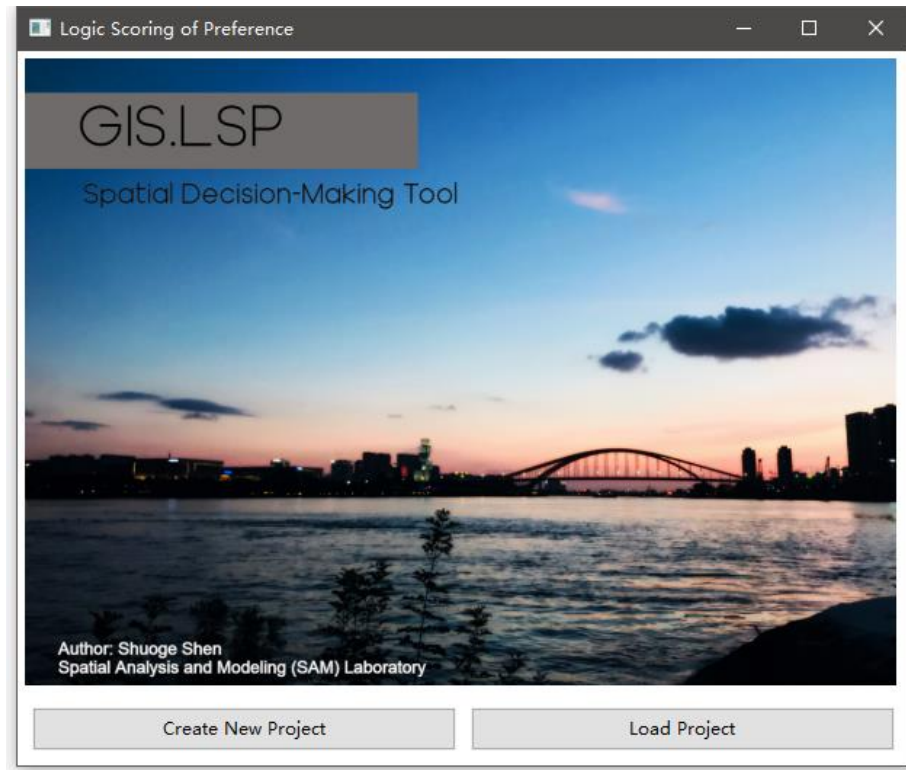 Logic Scoring of Preference
GIS.LSP
Spatial Decision-Making Tool
Author: Shuoge Shen
Spatial Analysis and Modeling (SAM) Laboratory
Create New Project
Load Project